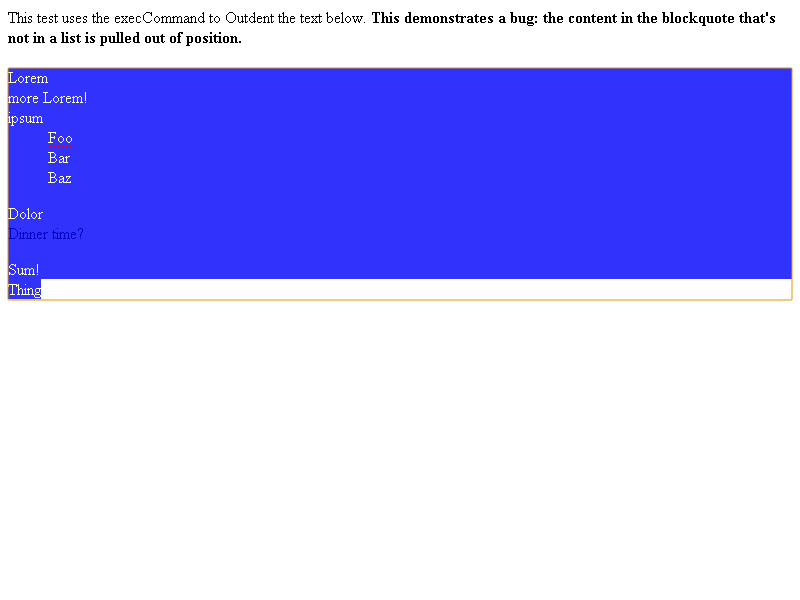 This test uses the execCommand to Outdent the text below. This demonstrates a bug: the content in the blockquote that's
not in a list is pulled out of position.
Lorem
more Lorem!
ipsum
Foo
Bar
Baz
Dolor
Dinner time?
Sum!
Thing